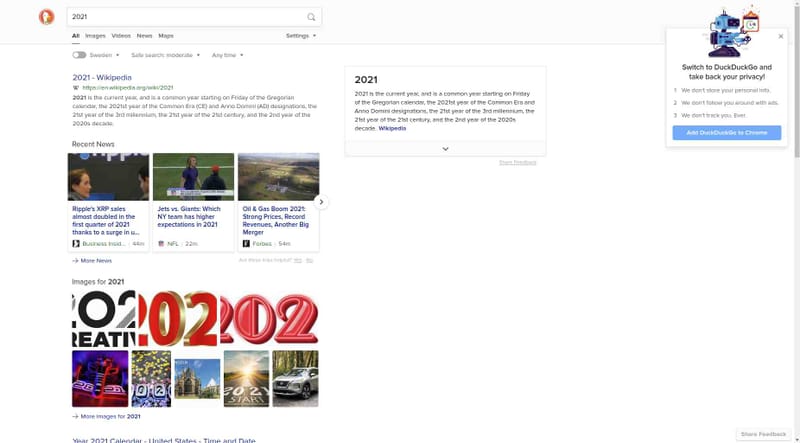 2021
All Images Videos News Maps Settings
Sweden Safe search: moderate Any time
2021 - Wikipedia
https://en.wikipedia.org/wiki/2021
2021 is the current year, and is a common year starting on Friday of the Gregorian
calendar, the 2021st year of the Common Era (CE) and Anno Domini (AD) designations, the
21st year of the 3rd millennium, the 21st year of the 21st century, and the 2nd year of the
2020s decade.
Recent News
Ripple's XRP sales
almost doubled in the
first quarter of 2021
thanks to a surge in u...
Business Insid... 44m
Jets vs. Giants: Which
NY team has higher
expectations in 2021
NFL 22m
Oil & Gas Boom 2021:
Strong Prices, Record
Revenues, Another Big
Merger
Forbes 54m
→ More News
Are these links helpful? Yes No
Images for 2021
2021
CREATIVE
202
202
2021
START
→ More Images for 2021
Year 2021 Calendar - United States - Time and Date
2021
2021 is the current year, and is a common year starting on Friday
of the Gregorian calendar, the 2021st year of the Common Era and
Anno Domini designations, the 21st year of the 3rd millennium, the
21st year of the 21st century, and the 2nd year of the 2020s
decade. Wikipedia
Share Feedback
Switch to DuckDuckGo and
take back your privacy!
1 We don't store your personal info.
2 We don't follow you around with ads.
3 We don't track you. Ever.
Add DuckDuckGo to Chrome
Share Feedback